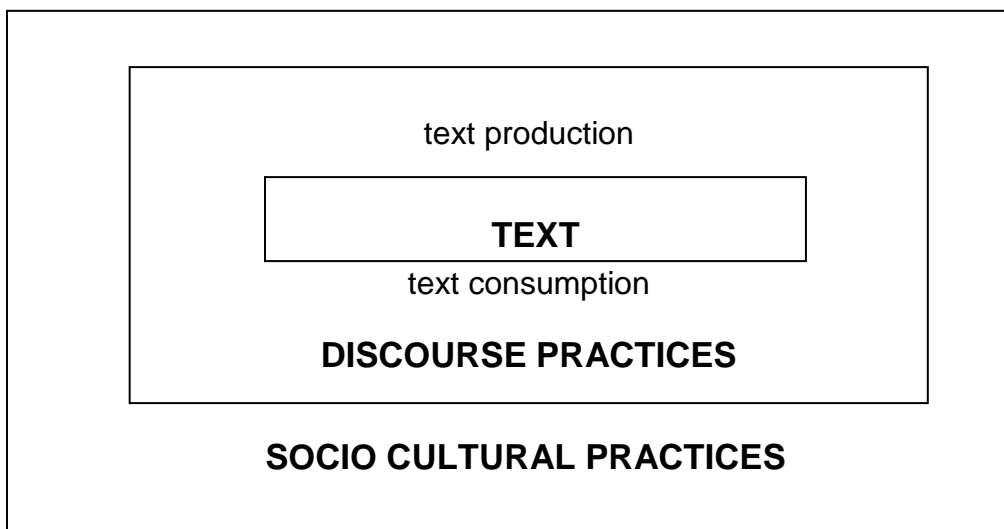 text production
TEXT
text consumption
DISCOURSE PRACTICES
SOCIO CULTURAL PRACTICES